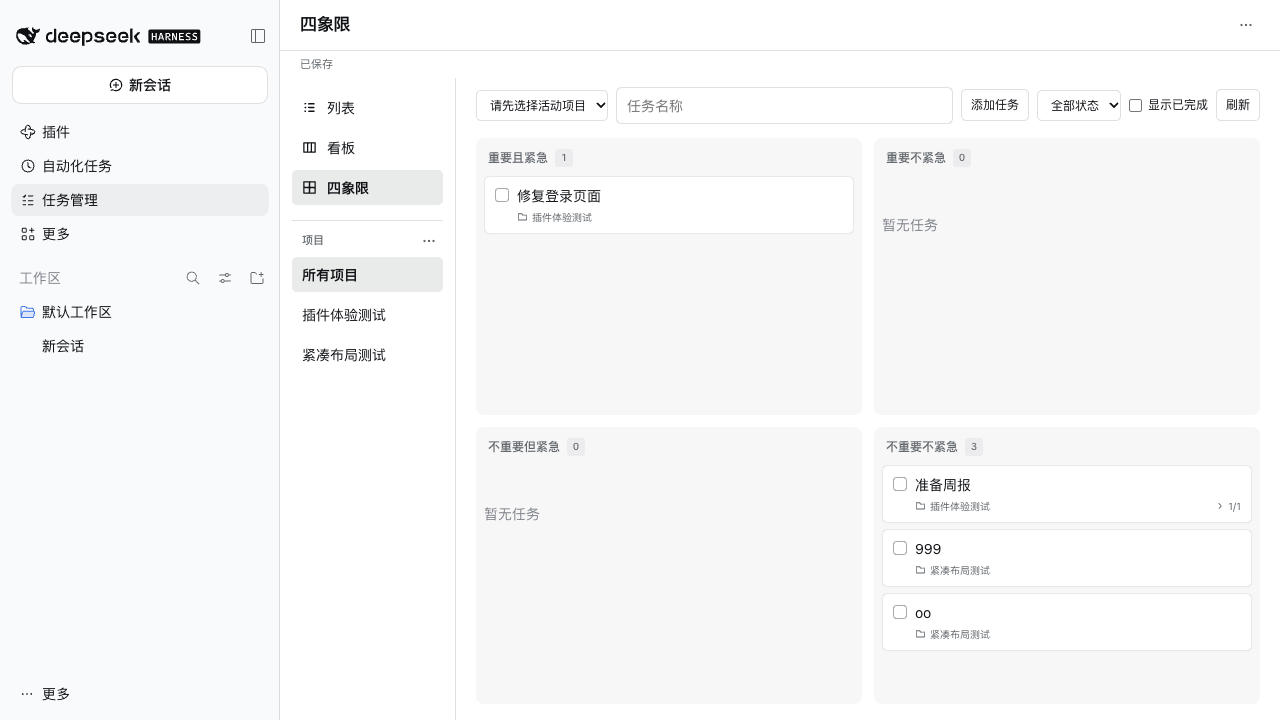 deepseek HARNESS
新会话
插件
自动化任务
任务管理
更多
工作区
默认工作区
新会话
更多
四象限
已保存
列表
看板
四象限
项目
所有项目
插件体验测试
紧凑布局测试
请先选择活动项目 任务名称 添加任务 全部状态 显示已完成 刷新
重要且紧急 1
修复登录页面
插件体验测试
重要不紧急 0
暂无任务
不重要但紧急 0
暂无任务
不重要不紧急 3
准备周报
插件体验测试 1/1
999
紧凑布局测试
oo
紧凑布局测试